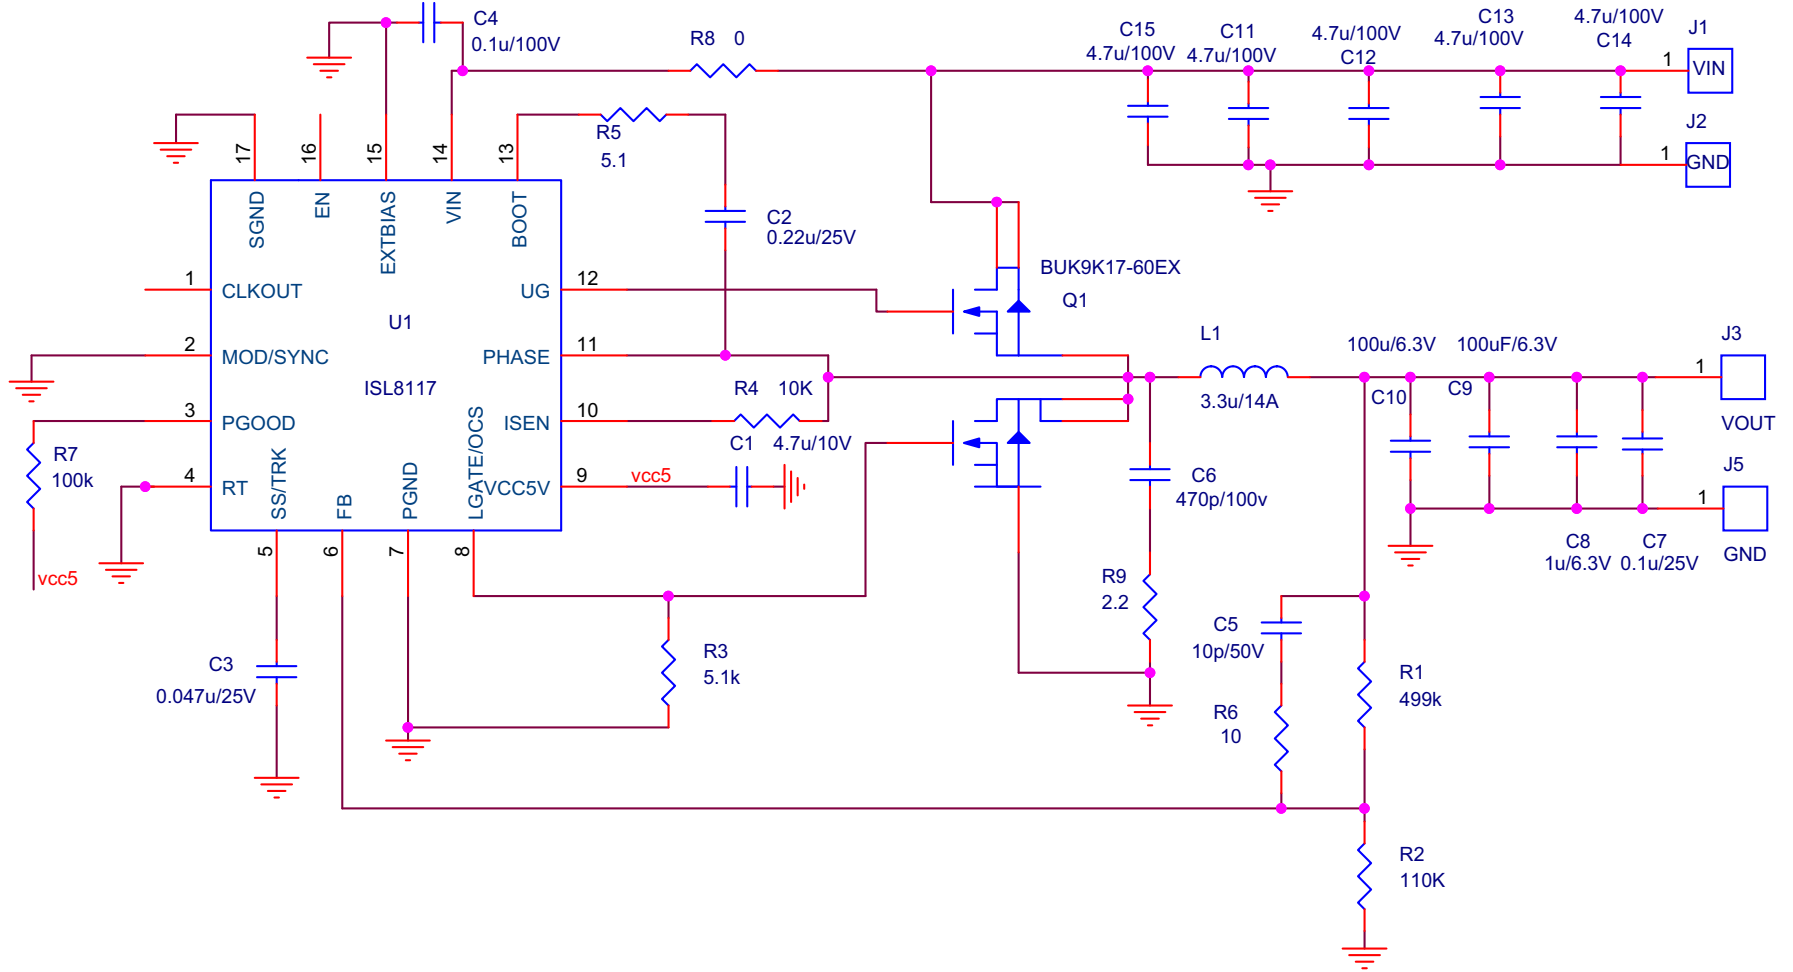 C4
0.1u/100V
R8 0
C15
4.7u/100V
C11
4.7u/100V
4.7u/100V
C12
C13
4.7u/100V
4.7u/100V
C14
J1
1
VIN
J2
1
GND
R5
5.1
17
16
15
14
13
SGND
EN
EXTBIAS
VIN
BOOT
C2
0.22u/25V
BUK9K17-60EX
Q1
1
CLKOUT
UG
12
U1
2
MOD/SYNC
PHASE
11
ISL8117
3
PGOOD
ISEN
10
4
RT
VCC5V
9
SS/TRK
FB
PGND
LGATE/OCS
5
6
7
8
R4 10K
C1 4.7u/10V
vcc5
R7
100k
vcc5
L1
3.3u/14A
100u/6.3V
C10
100uF/6.3V
C9
J3
1
VOUT
J5
1
GND
C6
470p/100v
C8
1u/6.3V
C7
0.1u/25V
R9
2.2
C5
10p/50V
R1
499k
R6
10
R3
5.1k
C3
0.047u/25V
R2
110K